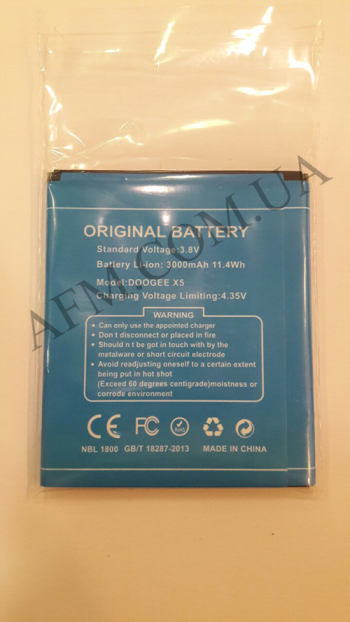 ORIGINAL BATTERY
Standard Voltage:3.8V
Battery Li-ion: 3000mAh 11.4Wh
Model:DOOGEE X5
Charging Voltage Limiting:4.35V
WARNING
• Can only use the appointed charger
• Don t disconnect or placed in fire
• Should n t be got in touch with by the
metalware or short circuit electrode
• Avoid readjusting oneself to a certain extent
being put in hot shot
(Exceed 60 degrees centigrade)moistness or
corrode environment
CE FC
NBL 1800 GB/T 18287-2013 MADE IN CHINA
AFM.COM.UA